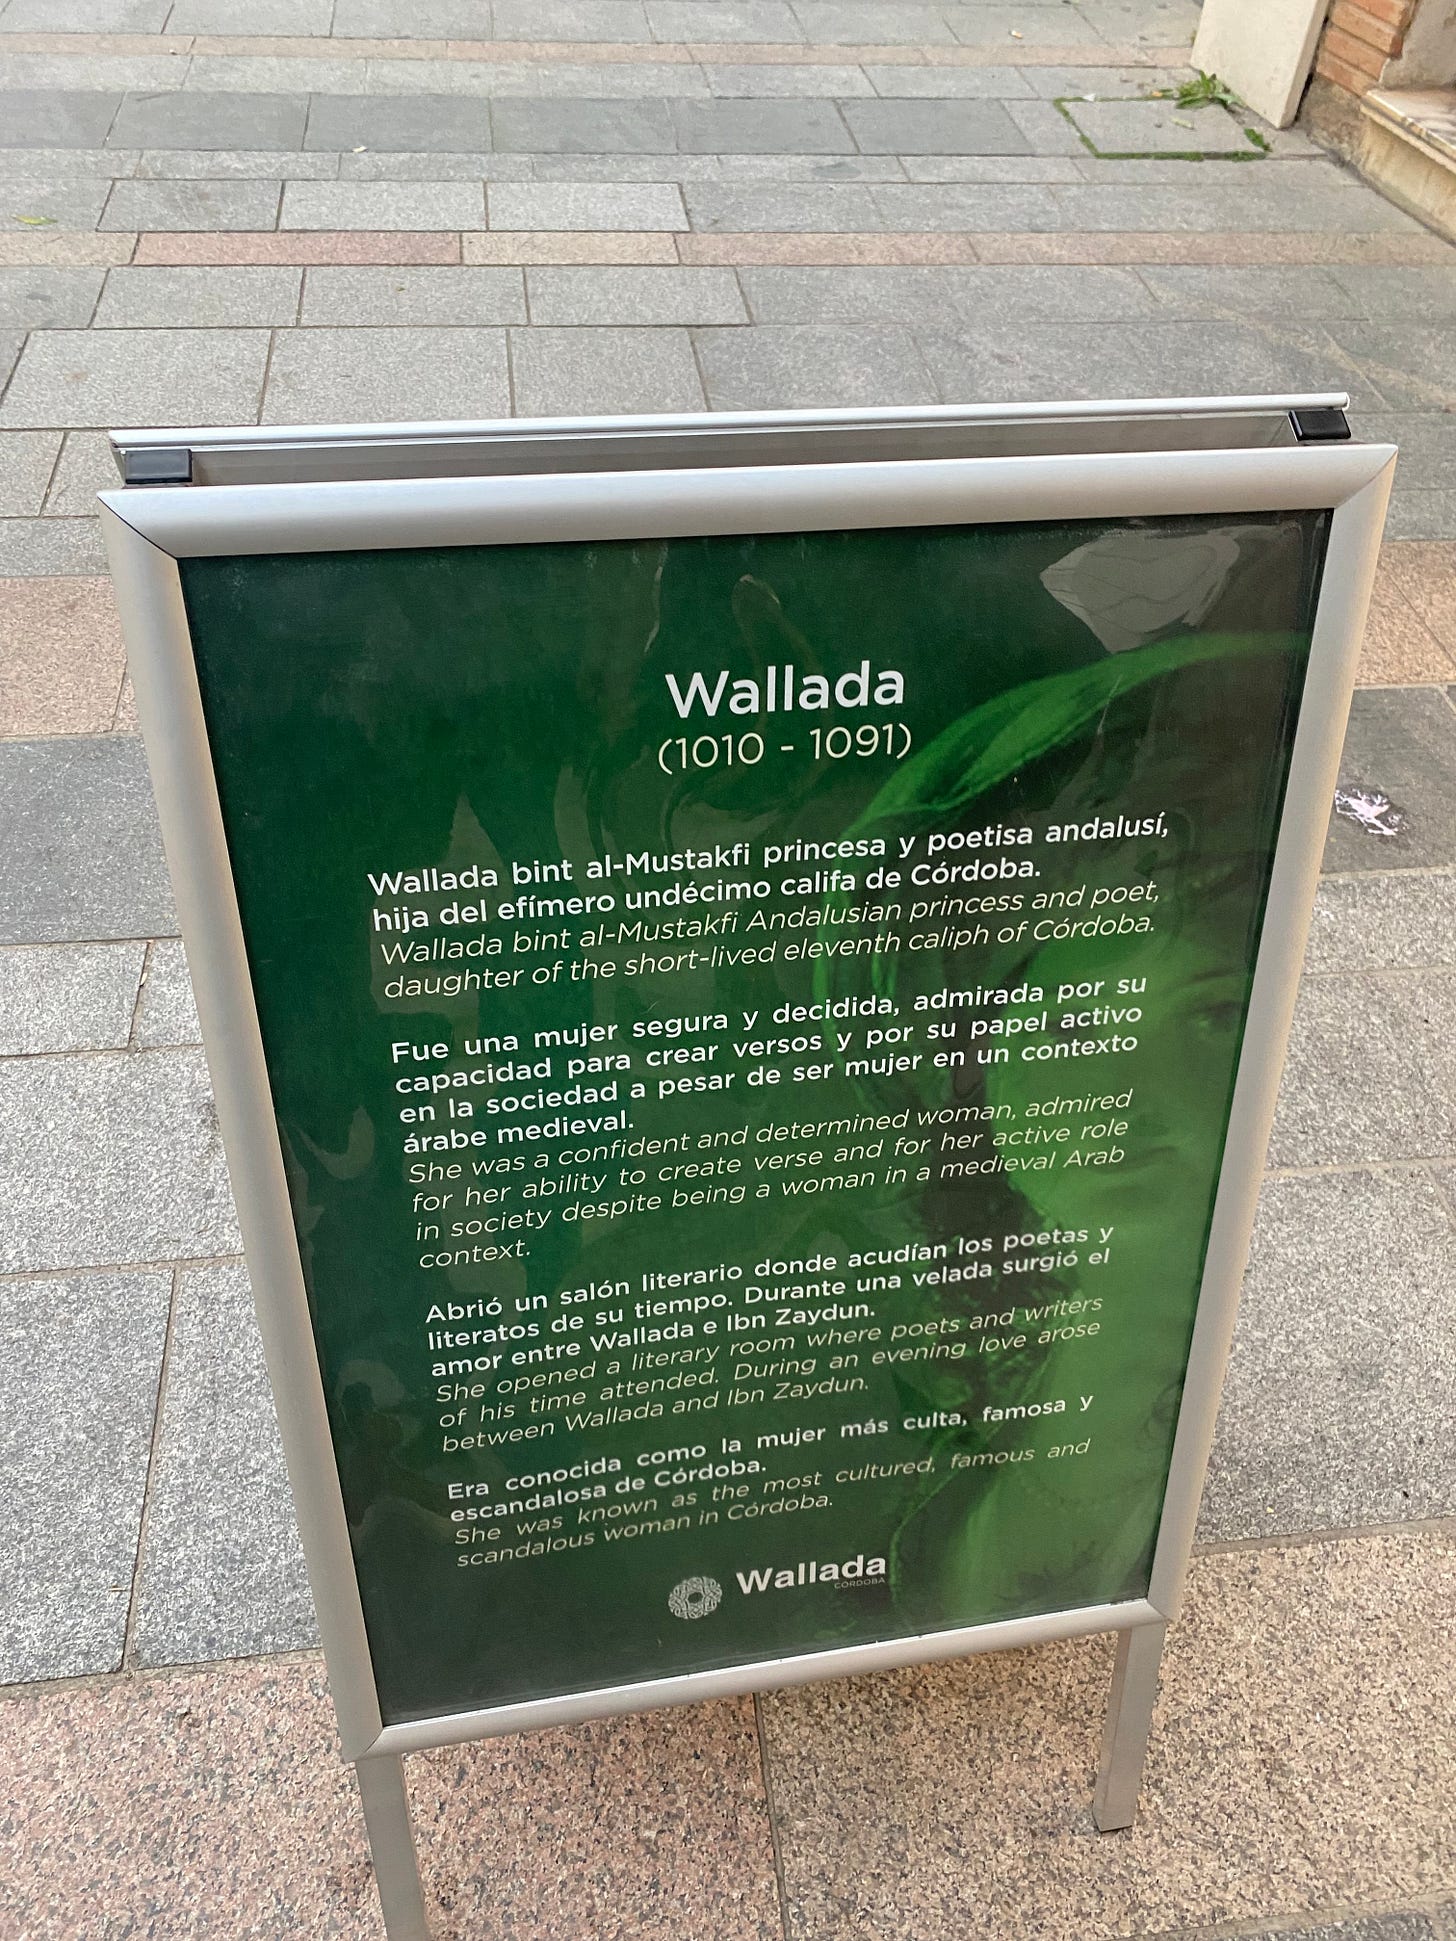 Wallada
(1010 - 1091)
Wallada bint al-Mustakfi princesa y poetisa andalusí,
hija del efímero undécimo califa de Córdoba.
Wallada bint al-Mustakfi Andalusian princess and poet,
daughter of the short-lived eleventh caliph of Córdoba.
Fue una mujer segura y decidida, admirada por su
capacidad para crear versos y por su papel activo
en la sociedad a pesar de ser mujer en un contexto
árabe medieval.
She was a confident and determined woman, admired
for her ability to create verse and for her active role
in society despite being a woman in a medieval Arab
context.
Abrió un salón literario donde acudían los poetas y
literatos de su tiempo. Durante una velada surgió el
amor entre Wallada e Ibn Zaydun.
She opened a literary room where poets and writers
of his time attended. During an evening love arose
between Wallada and Ibn Zaydun.
Era conocida como la mujer más culta, famosa y
escandalosa de Córdoba.
She was known as the most cultured, famous and
scandalous woman in Córdoba.
Wallada
CÓRDOBA